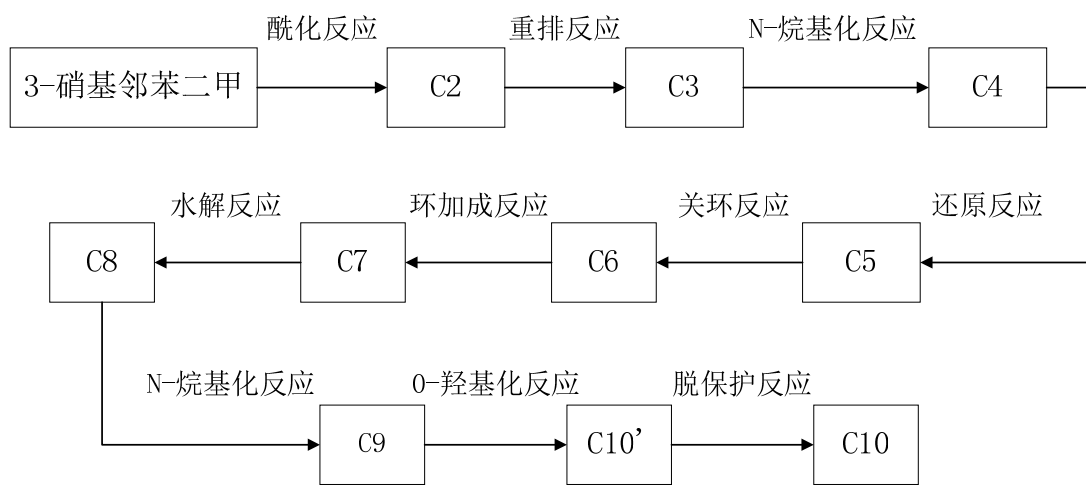 酰化反应
重排反应
N-烷基化反应
3-硝基邻苯二甲
C2
C3
C4
水解反应
环加成反应
关环反应
还原反应
C8
C7
C6
C5
N-烷基化反应
O-羟基化反应
脱保护反应
C9
C10’
C10